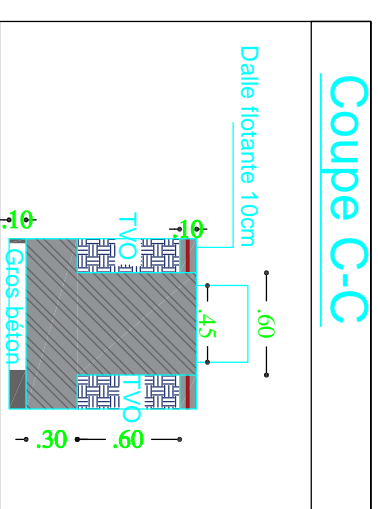 Coupe C-C
Dalle flotante 10cm
.60
.45
.10
.10
TVO
TVO
Gros béton
.30
.60